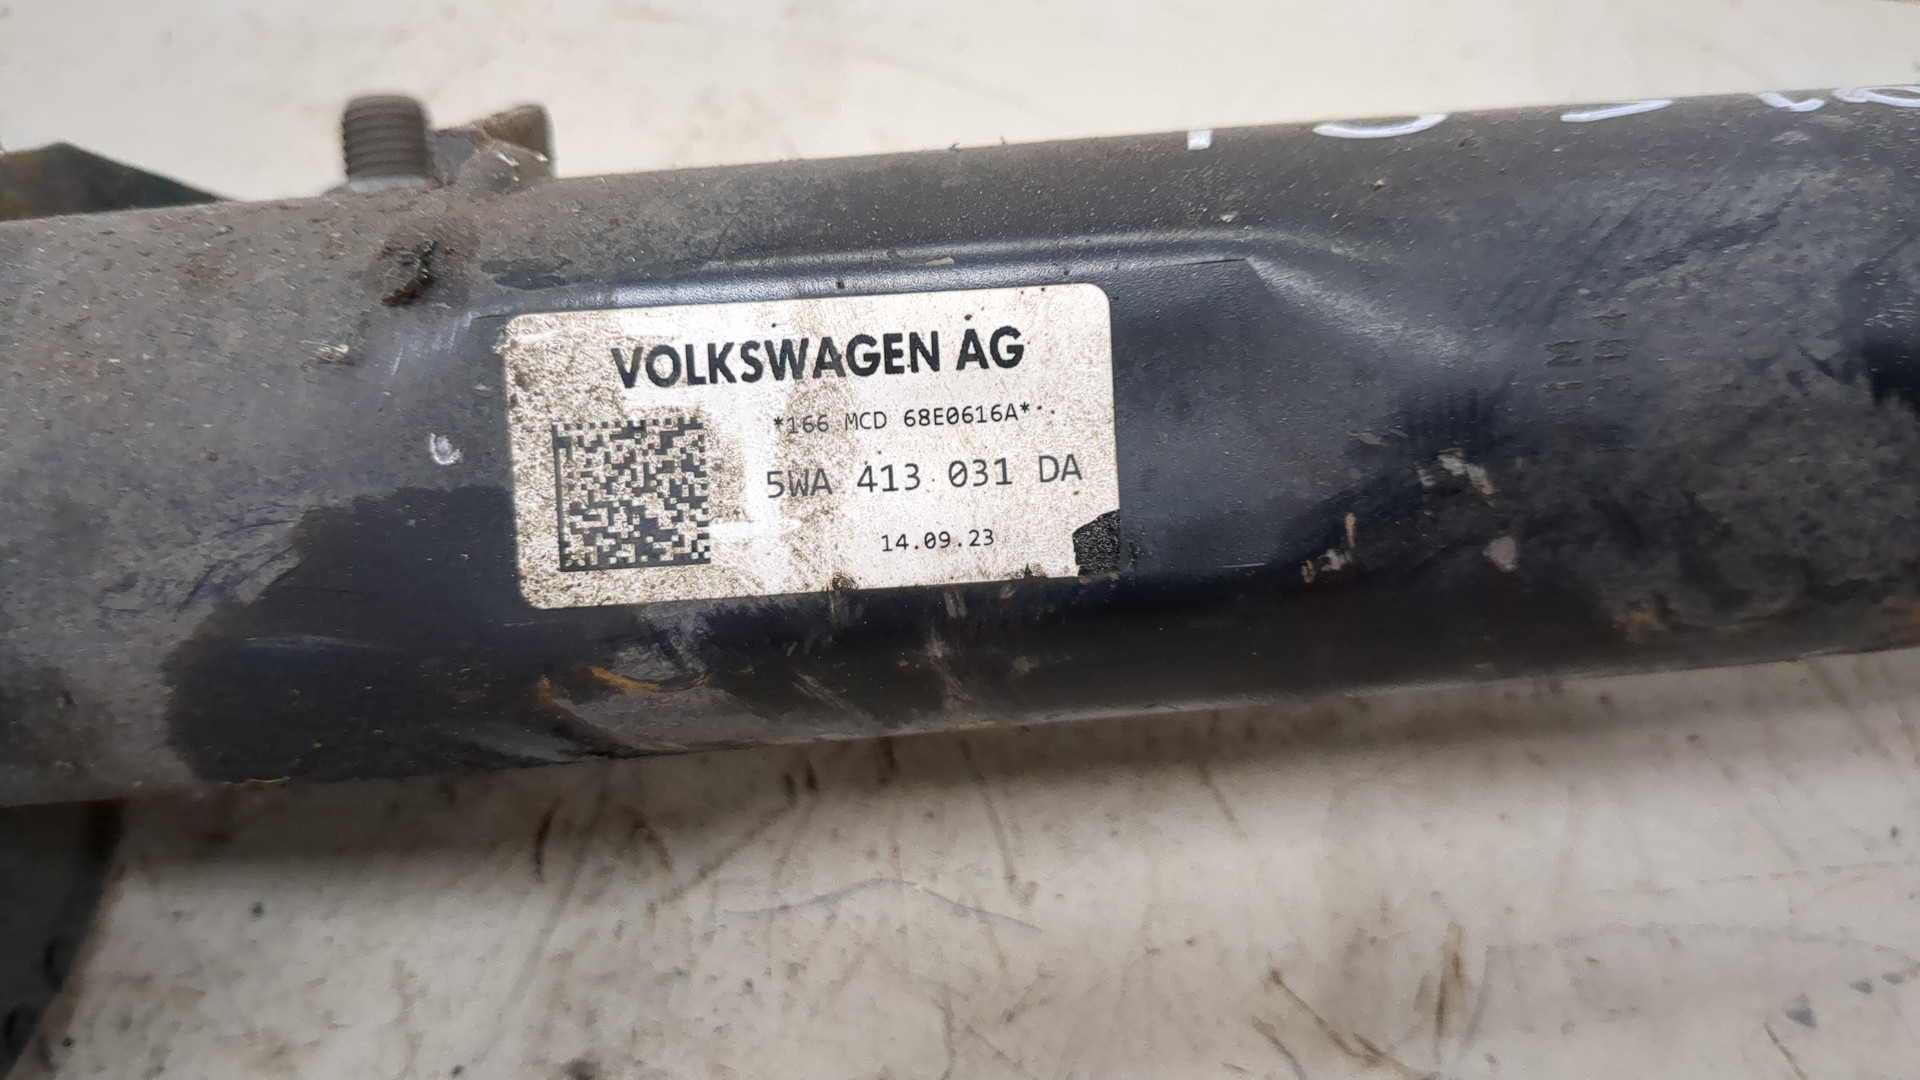 VOLKSWAGEN AG
*166 MCD 68E0616A*
5WA 413 031 DA
14.09.23